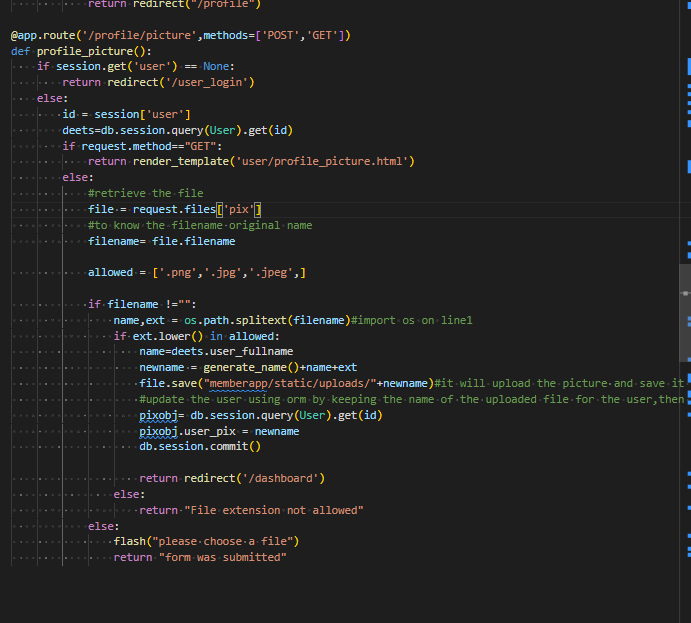 return redirect("/profile")
@app.route('/profile/picture',methods=['POST','GET'])
def profile_picture():
    if session.get('user') == None:
        return redirect('/user_login')
    else:
        id = session['user']
        deets=db.session.query(User).get(id)
        if request.method=="GET":
            return render_template('user/profile_picture.html')
        else:
            #retrieve the file
            file = request.files['pix']
            #to know the filename original name
            filename= file.filename
            allowed = ['.png','.jpg','.jpeg',]
            if filename !="":
                name,ext = os.path.splitext(filename)#import os on line1
                if ext.lower() in allowed:
                    name=deets.user_fullname
                    newname = generate_name()+name+ext
                    file.save("memberapp/static/uploads/"+newname)#it will upload the picture and save it
                    #update the user using orm by keeping the name of the uploaded file for the user,then
                    pixobj= db.session.query(User).get(id)
                    pixobj.user_pix = newname
                    db.session.commit()
                    return redirect('/dashboard')
                else:
                    return "File extension not allowed"
            else:
                flash("please choose a file")
                return "form was submitted"